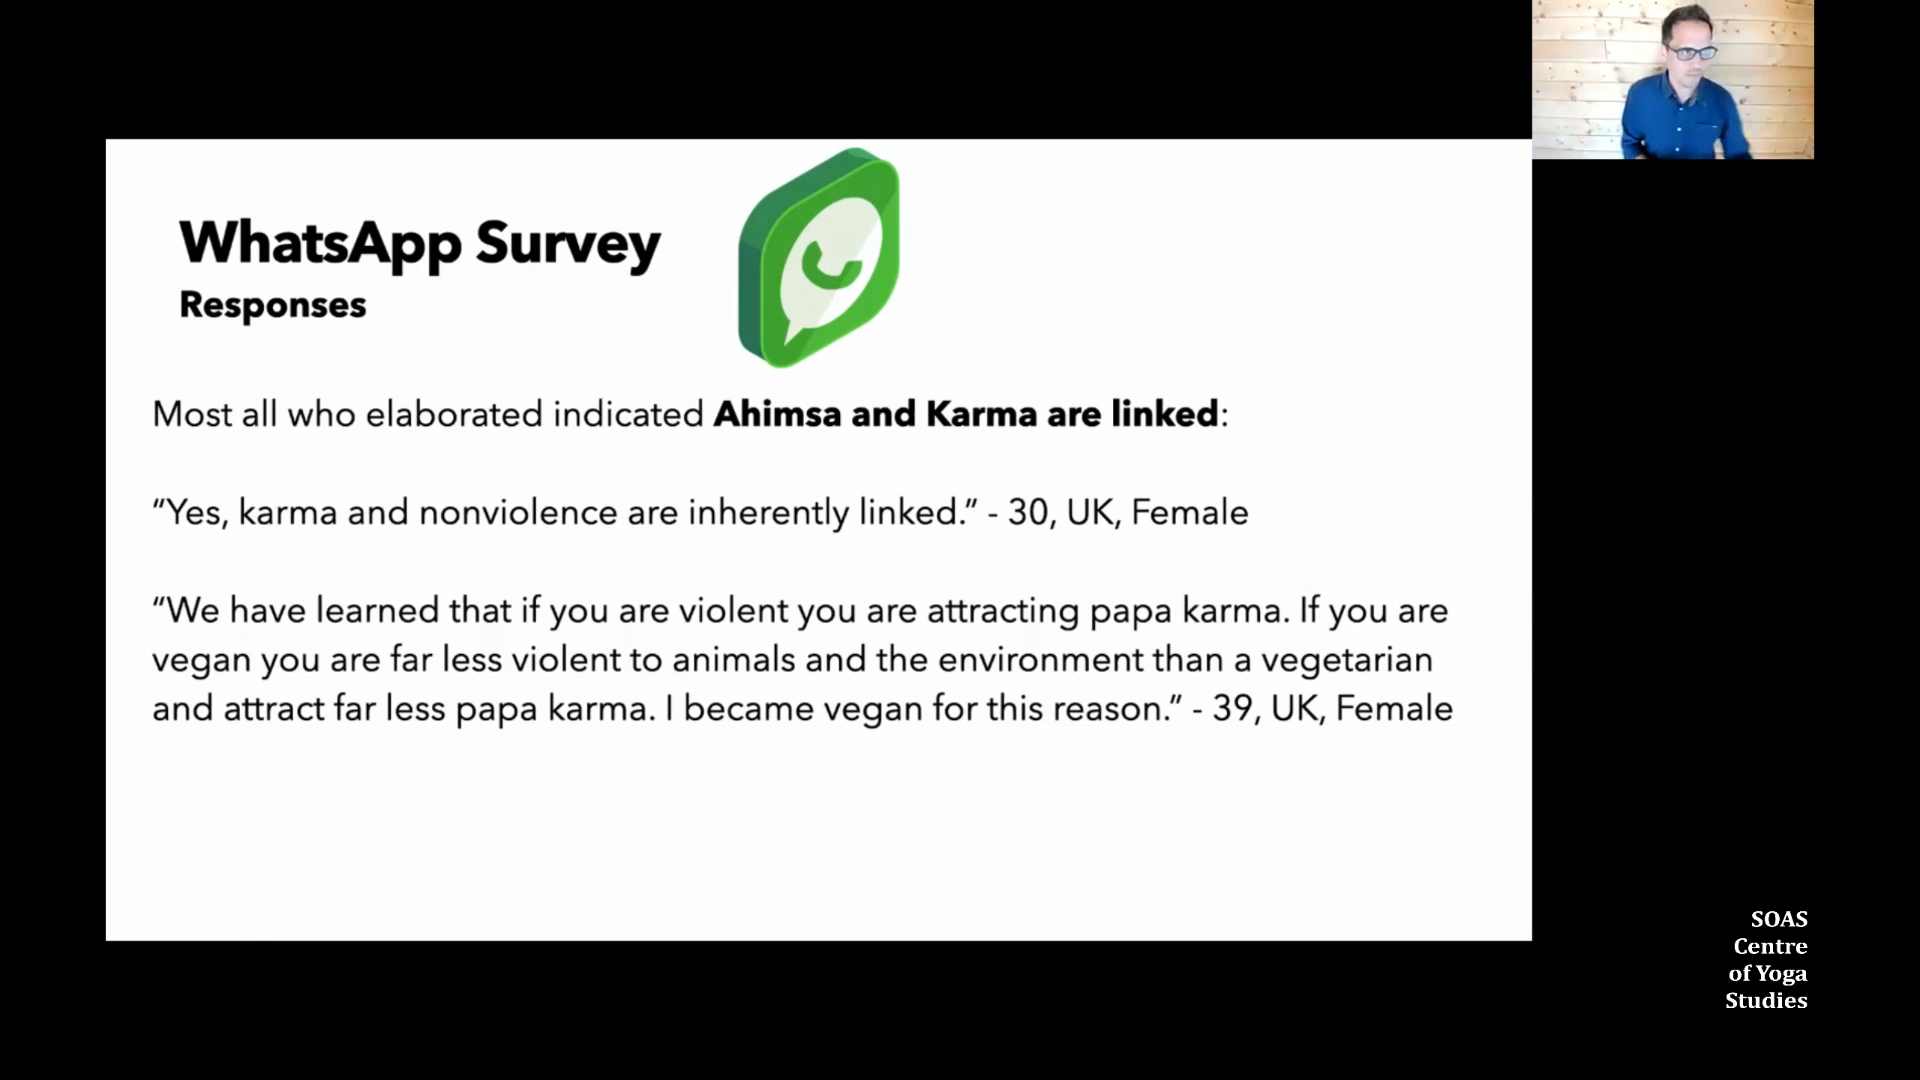 WhatsApp Survey
Responses
Most all who elaborated indicated Ahimsa and Karma are linked:
“Yes, karma and nonviolence are inherently linked.” - 30, UK, Female
“We have learned that if you are violent you are attracting papa karma. If you are
vegan you are far less violent to animals and the environment than a vegetarian
and attract far less papa karma. I became vegan for this reason.” - 39, UK, Female
SOAS
Centre
of Yoga
Studies